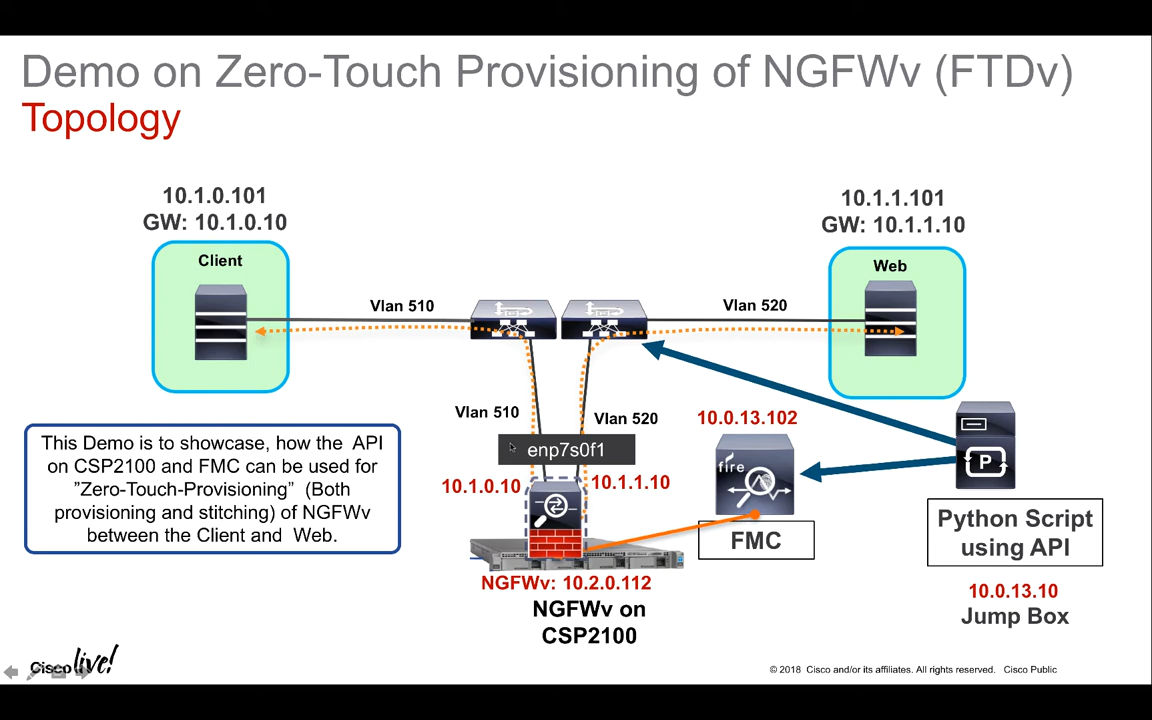 Demo on Zero-Touch Provisioning of NGFWv (FTDv)
Topology
10.1.0.101
GW: 10.1.0.10
Client
10.1.1.101
GW: 10.1.1.10
Web
Vlan 510
Vlan 520
Vlan 510
Vlan 520
enp7s0f1
10.1.0.10
10.1.1.10
10.0.13.102
fire
FMC
P
Python Script
using API
10.0.13.10
Jump Box
This Demo is to showcase, how the API
on CSP2100 and FMC can be used for
”Zero-Touch-Provisioning” (Both
provisioning and stitching) of NGFWv
between the Client and Web.
NGFWv: 10.2.0.112
NGFWv on
CSP2100
Cisco live!
© 2018 Cisco and/or its affiliates. All rights reserved. Cisco Public